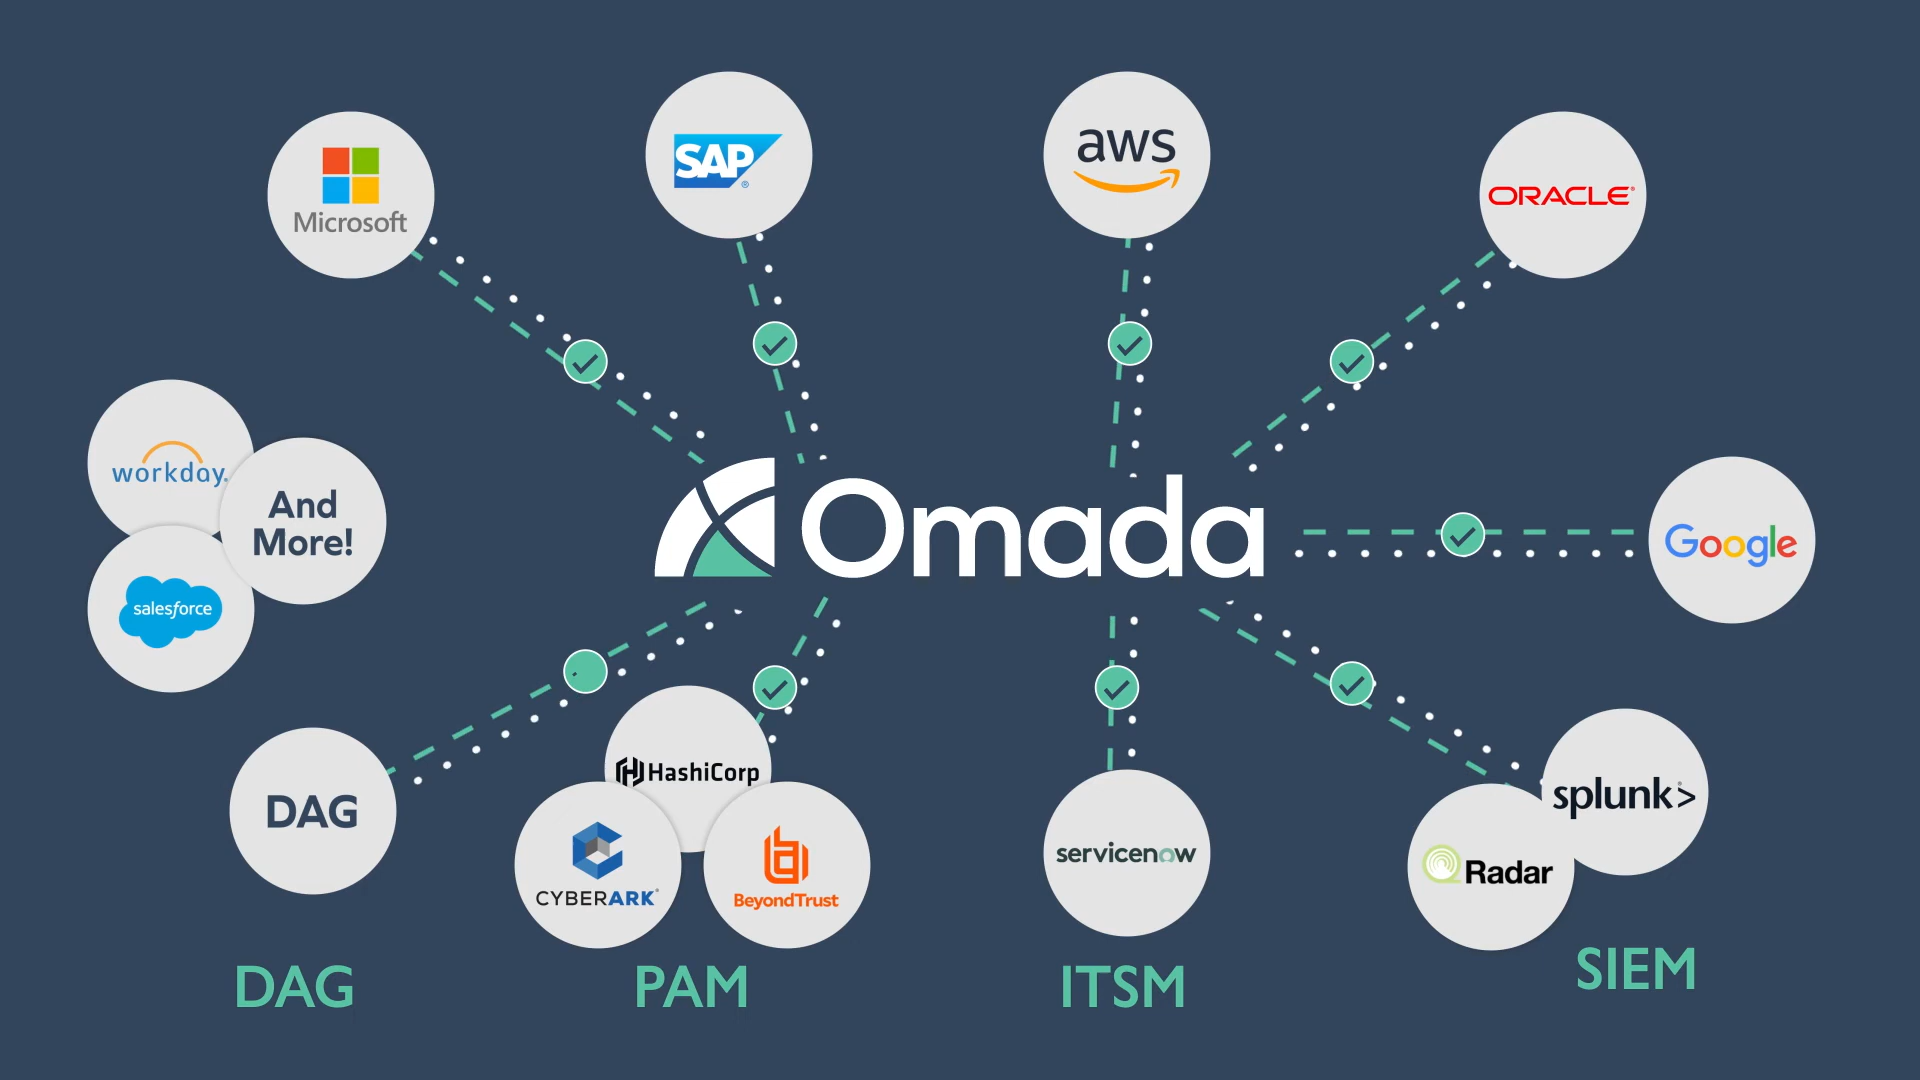 Microsoft
SAP
®
aws
ORACLE®
workday.
And
More!
salesforce
Omada
Google
DAG
HashiCorp
CYBERARK®
BeyondTrust
servicenow
splunk>
Radar
DAG
PAM
ITSM
SIEM